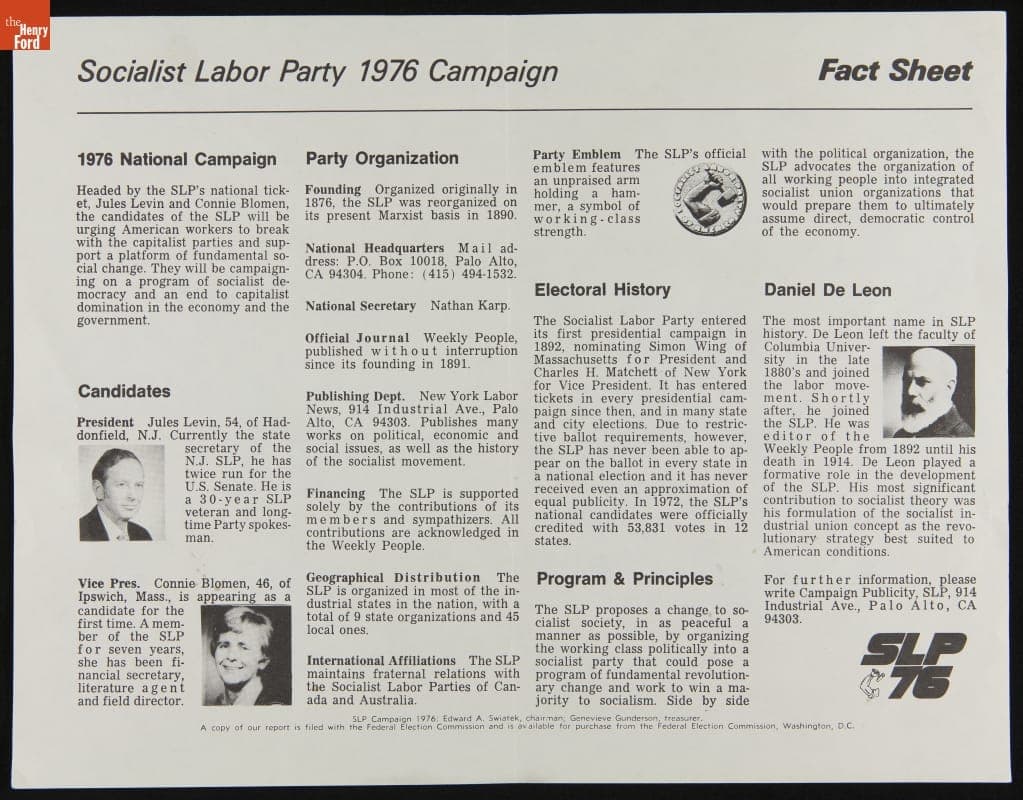 the
Henry
Ford
Socialist Labor Party 1976 Campaign
Fact Sheet
1976 National Campaign
Headed by the SLP's national tick-
et, Jules Levin and Connie Blomen,
the candidates of the SLP will be
urging American workers to break
with the capitalist parties and sup-
port a platform of fundamental so-
cial change. They will be campaign-
ing on a program of socialist de-
mocracy and an end to capitalist
domination in the economy and the
government.
Candidates
President Jules Levin, 54, of Had-
donfield, N.J. Currently the state
secretary of the
N.J. SLP, he has
twice run for the
U.S. Senate. He is
a 30-year SLP
veteran and long-
time Party spokes-
man.
Vice Pres. Connie Blomen, 46, of
Ipswich, Mass., is appearing as a
candidate for the
first time. A mem-
ber of the SLP
for seven years,
she has been fi-
nancial secretary,
literature agent
and field director.
Party Organization
Founding Organized originally in
1876, the SLP was reorganized on
its present Marxist basis in 1890.
National Headquarters Mail ad-
dress: P.O. Box 10018, Palo Alto,
CA 94304. Phone: (415) 494-1532.
National Secretary Nathan Karp.
Official Journal Weekly People,
published without interruption
since its founding in 1891.
Publishing Dept. New York Labor
News, 914 Industrial Ave., Palo
Alto, CA 94303. Publishes many
works on political, economic and
social issues, as well as the history
of the socialist movement.
Financing The SLP is supported
solely by the contributions of its
members and sympathizers. All
contributions are acknowledged in
the Weekly People.
Geographical Distribution The
SLP is organized in most of the in-
dustrial states in the nation, with a
total of 9 state organizations and 45
local ones.
International Affiliations The SLP
maintains fraternal relations with
the Socialist Labor Parties of Can-
ada and Australia.
Party Emblem The SLP's official
emblem features
an unpraised arm
holding a ham-
mer, a symbol of
working-class
strength.
Electoral History
The Socialist Labor Party entered
its first presidential campaign in
1892, nominating Simon Wing of
Massachusetts for President and
Charles H. Matchett of New York
for Vice President. It has entered
tickets in every presidential cam-
paign since then, and in many state
and city elections. Due to restric-
tive ballot requirements, however,
the SLP has never been able to ap-
pear on the ballot in every state in
a national election and it has never
received even an approximation of
equal publicity. In 1972, the SLP's
national candidates were officially
credited with 53,831 votes in 12
states.
Program & Principles
The SLP proposes a change to so-
cialist society, in as peaceful a
manner as possible, by organizing
the working class politically into a
socialist party that could pose a
program of fundamental revolution-
ary change and work to win a ma-
jority to socialism. Side by side
with the political organization, the
SLP advocates the organization of
all working people into integrated
socialist union organizations that
would prepare them to ultimately
assume direct, democratic control
of the economy.
Daniel De Leon
The most important name in SLP
history. De Leon left the faculty of
Columbia Univer-
sity in the late
1880's and joined
the labor move-
ment. Shortly
after, he joined
the SLP. He was
editor of the
Weekly People from 1892 until his
death in 1914. De Leon played a
formative role in the development
of the SLP. His most significant
contribution to socialist theory was
his formulation of the socialist in-
dustrial union concept as the revo-
lutionary strategy best suited to
American conditions.
For further information, please
write Campaign Publicity, SLP, 914
Industrial Ave., Palo Alto, CA
94303.
SLP
76
SLP Campaign 1976; Edward A. Swiatek, chairman; Genevieve Gunderson, treasurer.
A copy of our report is filed with the Federal Election Commission and is available for purchase from the Federal Election Commission, Washington, D.C.